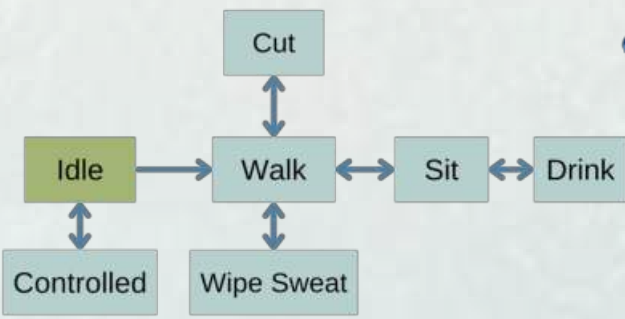 Cut
Idle
Walk
Sit
Drink
Controlled
Wipe Sweat